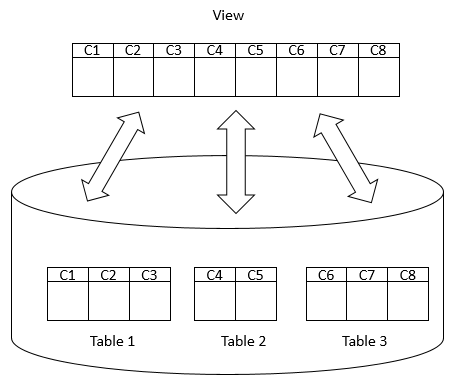 View
C1 C2 C3 C4 C5 C6 C7 C8
C1 C2 C3 C4 C5 C6 C7 C8
Table 1 Table 2 Table 3